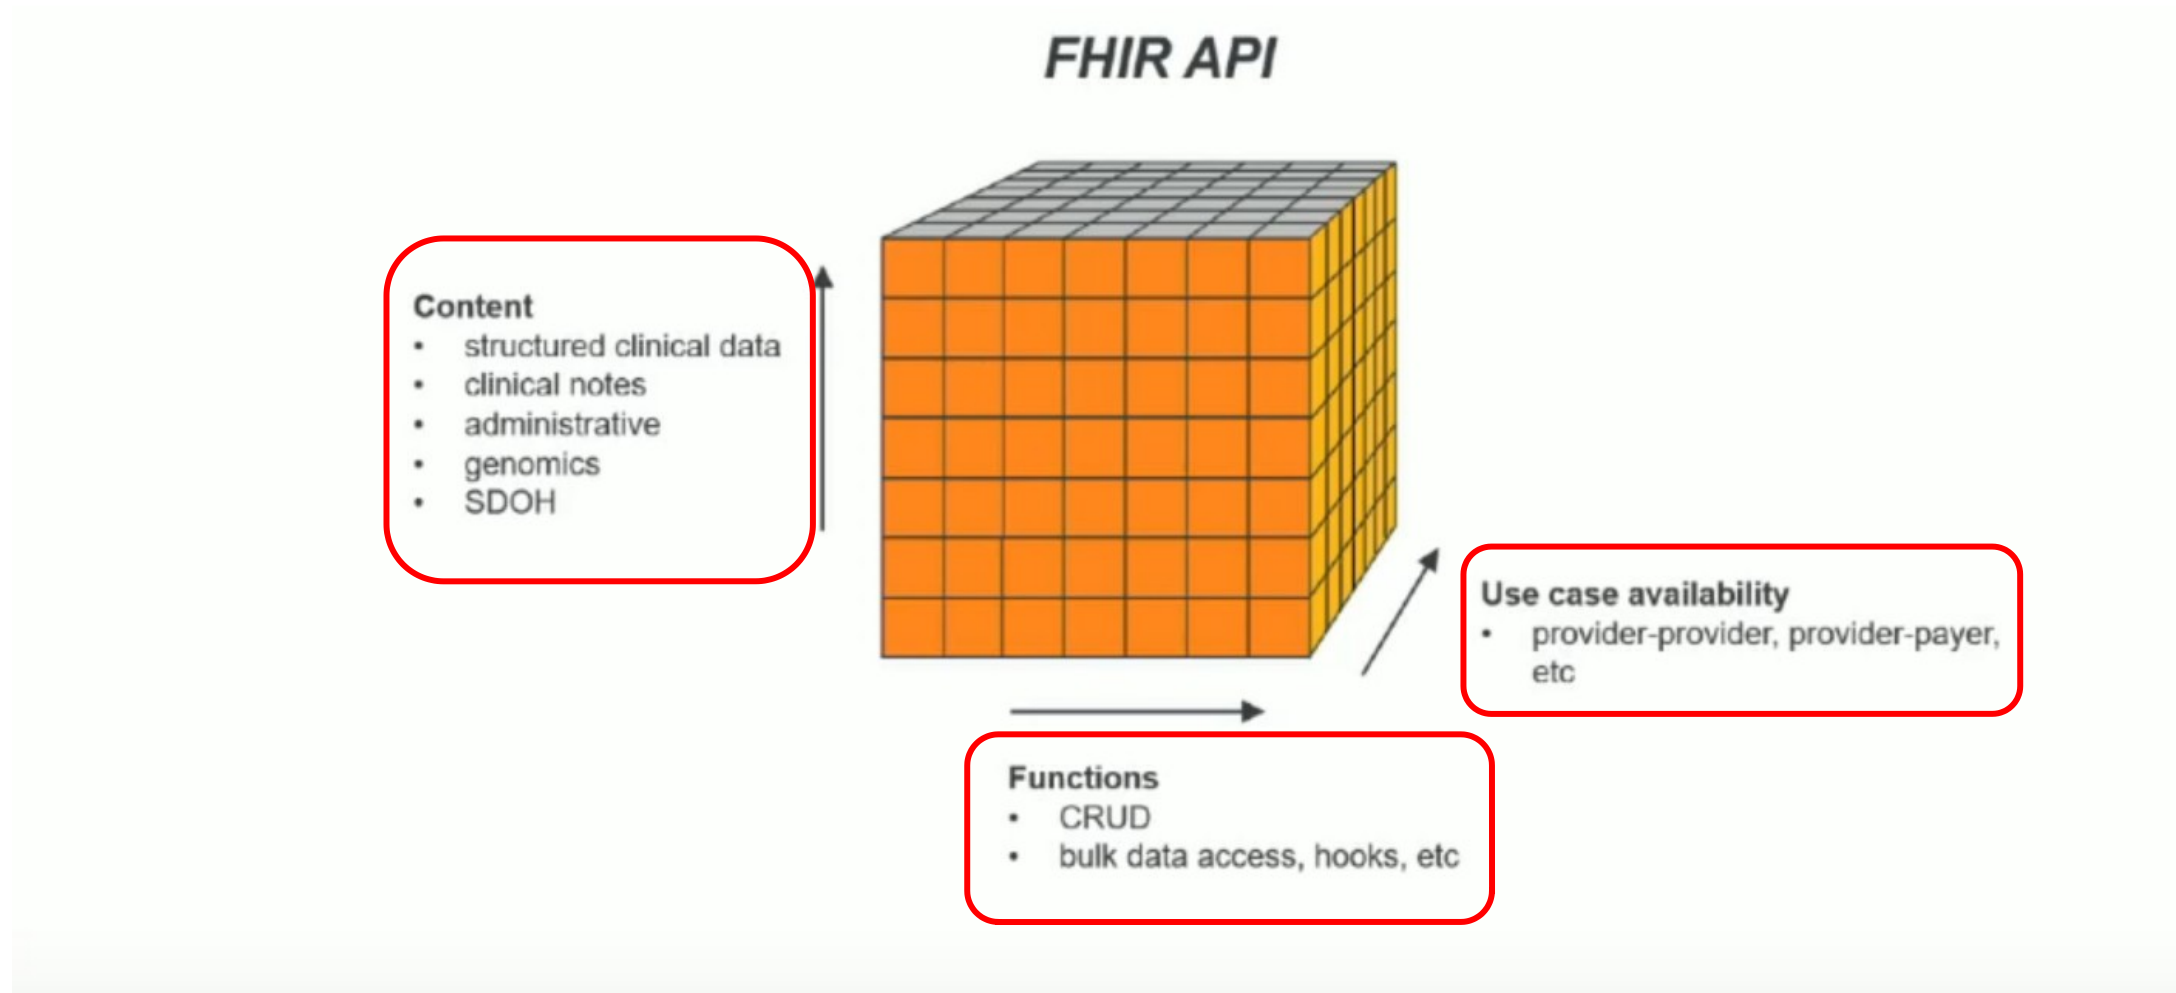 FHIR API
Content
• structured clinical data
• clinical notes
• administrative
• genomics
• SDOH
Use case availability
• provider-provider, provider-payer,
etc
Functions
• CRUD
• bulk data access, hooks, etc